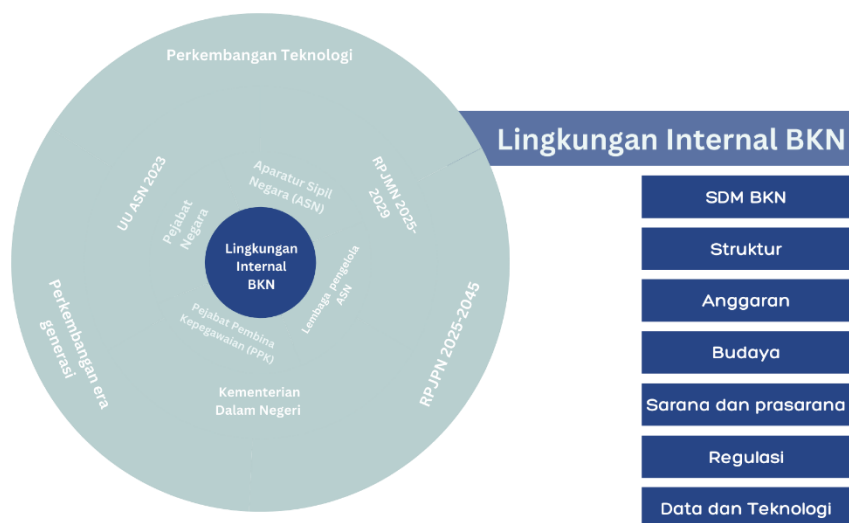 Perkembangan Teknologi
Lingkungan Internal BKN
UU ASN 2023
Pejabat
Negara
Aparatur Sipil
Negara (ASN)
RPJMN 2025-
2029
Lingkungan
Internal
BKN
Lembaga pengelola
ASN
Pejabat Pembina
Kepegawaian (PPK)
Perkembangan era
generasi
RPJPN 2025-2045
Kementerian
Dalam Negeri
SDM BKN
Struktur
Anggaran
Budaya
Sarana dan prasarana
Regulasi
Data dan Teknologi